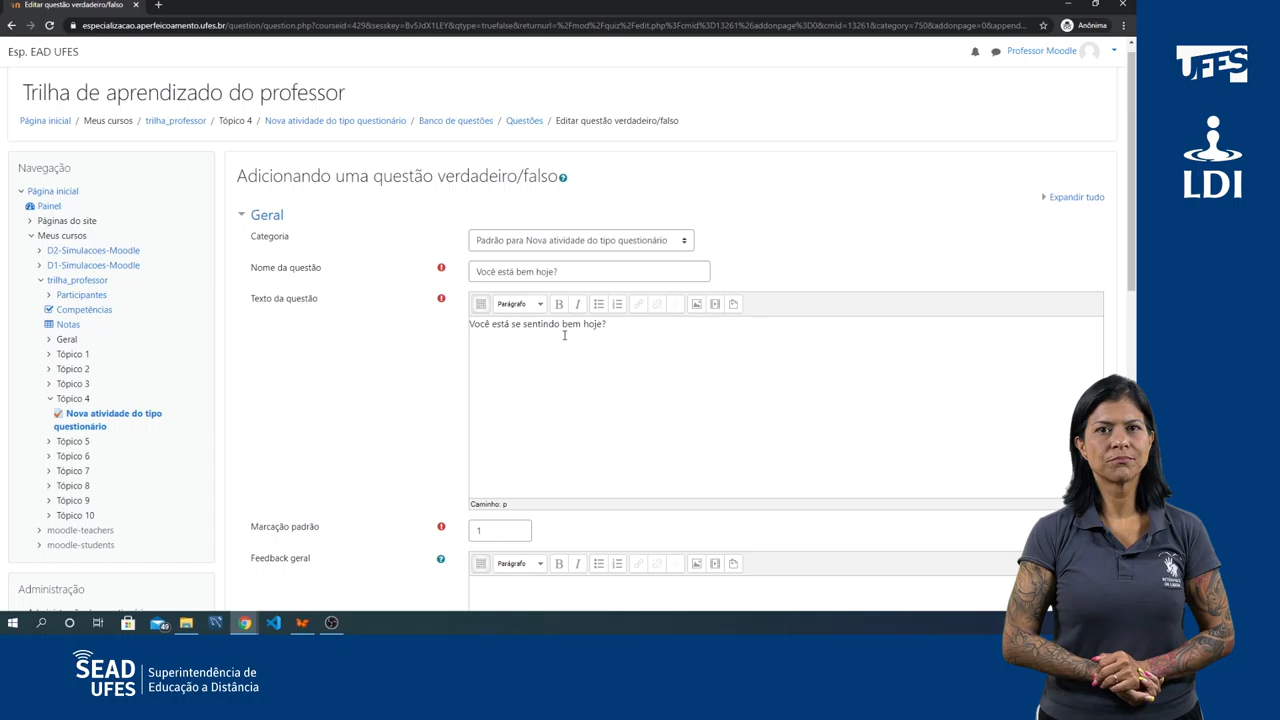 Editar questão verdadeiro/falso
especializacao.aperfeicoamento.ufes.br/question/question.php?courseid=429&sesskey=Bv5JdX1LEY&qtype=truefalse&returnurl=%2Fmod%2Fquiz%2Fedit.php%3Fcmid%3D13261%26addonpage%3D0&cmid=13261&category=750&addonpage=0&append...
Anônima
Esp. EAD UFES
Professor Moodle
Trilha de aprendizado do professor
Página inicial / Meus cursos / trilha_professor / Tópico 4 / Nova atividade do tipo questionário / Banco de questões / Questões / Editar questão verdadeiro/falso
Navegação
Página inicial
Painel
Páginas do site
Meus cursos
D2-Simulacoes-Moodle
D1-Simulacoes-Moodle
trilha_professor
Participantes
Competências
Notas
Geral
Tópico 1
Tópico 2
Tópico 3
Tópico 4
Nova atividade do tipo
questionário
Tópico 5
Tópico 6
Tópico 7
Tópico 8
Tópico 9
Tópico 10
moodle-teachers
moodle-students
Administração
Adicionando uma questão verdadeiro/falso
Expandir tudo
Geral
Categoria
Padrão para Nova atividade do tipo questionário
Nome da questão
Você está bem hoje?
Texto da questão
Parágrafo
B I
Você está se sentindo bem hoje?
Caminho: p
Marcação padrão
1
Feedback geral
Parágrafo
B I
49
UFES
LDI
INTÉRPRETE
DE LIBRAS
SEAD
UFES
Superintendência de
Educação a Distância